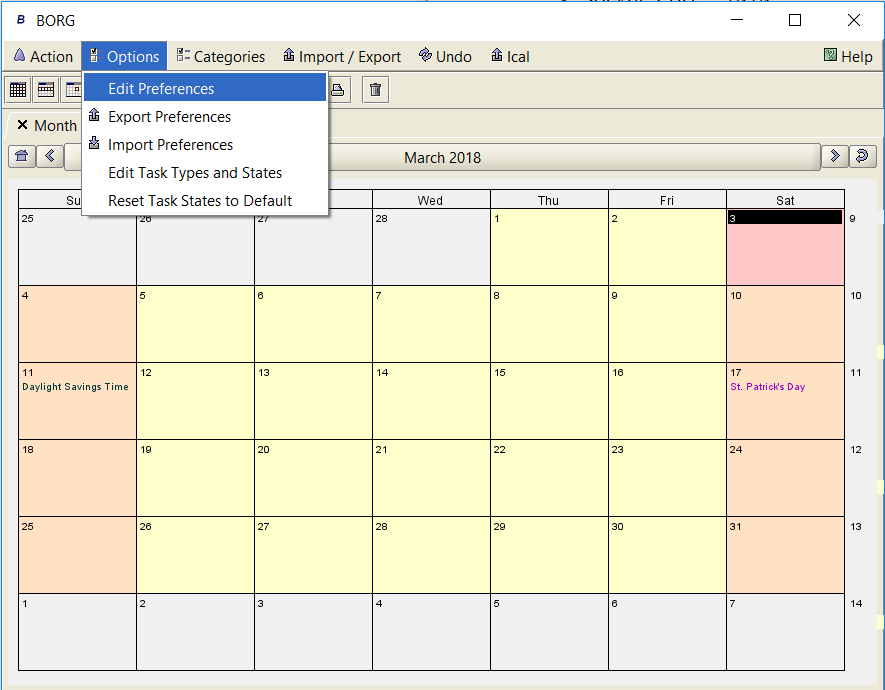 BORG
Action Options Categories Import / Export Undo Ical Help
Edit Preferences
Export Preferences
Import Preferences
Edit Task Types and States
Reset Task States to Default
Month
March 2018
Su Wed Thu Fri Sat
25 26 27 28 1 2 3 9
4 5 6 7 8 9 10 10
11 12 13 14 15 16 17 11
Daylight Savings Time St. Patrick's Day
18 19 20 21 22 23 24 12
25 26 27 28 29 30 31 13
1 2 3 4 5 6 7 14